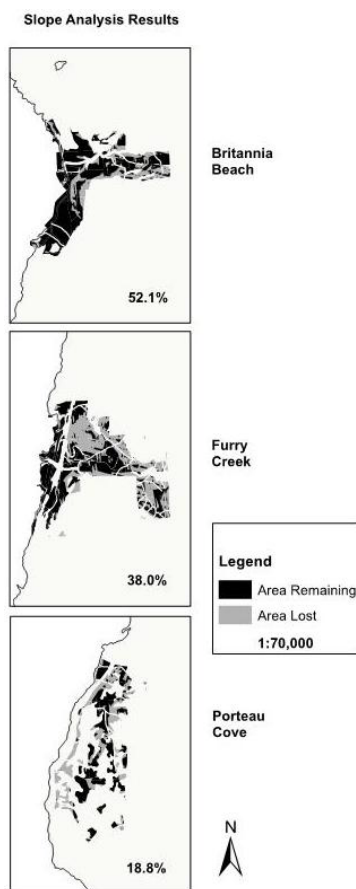 Slope Analysis Results
Britannia
Beach
52.1%
Furry
Creek
38.0%
Legend
Area Remaining
Area Lost
1:70,000
Porteau
Cove
N
18.8%